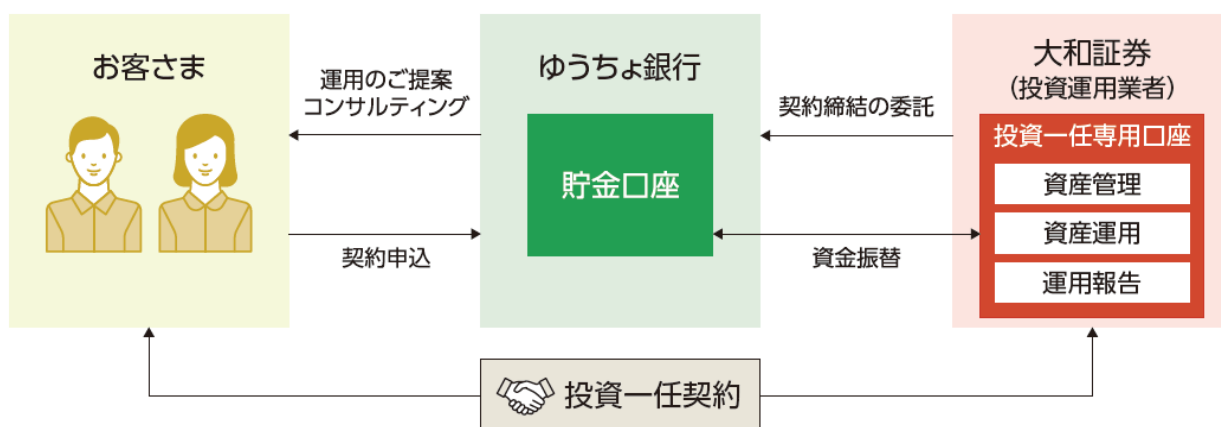 お客さま
運用のご提案
コンサルティング
契約申込
ゆうちょ銀行
貯金口座
契約締結の委託
資金振替
大和証券
（投資運用業者）
投資一任専用口座
資産管理
資産運用
運用報告
投資一任契約